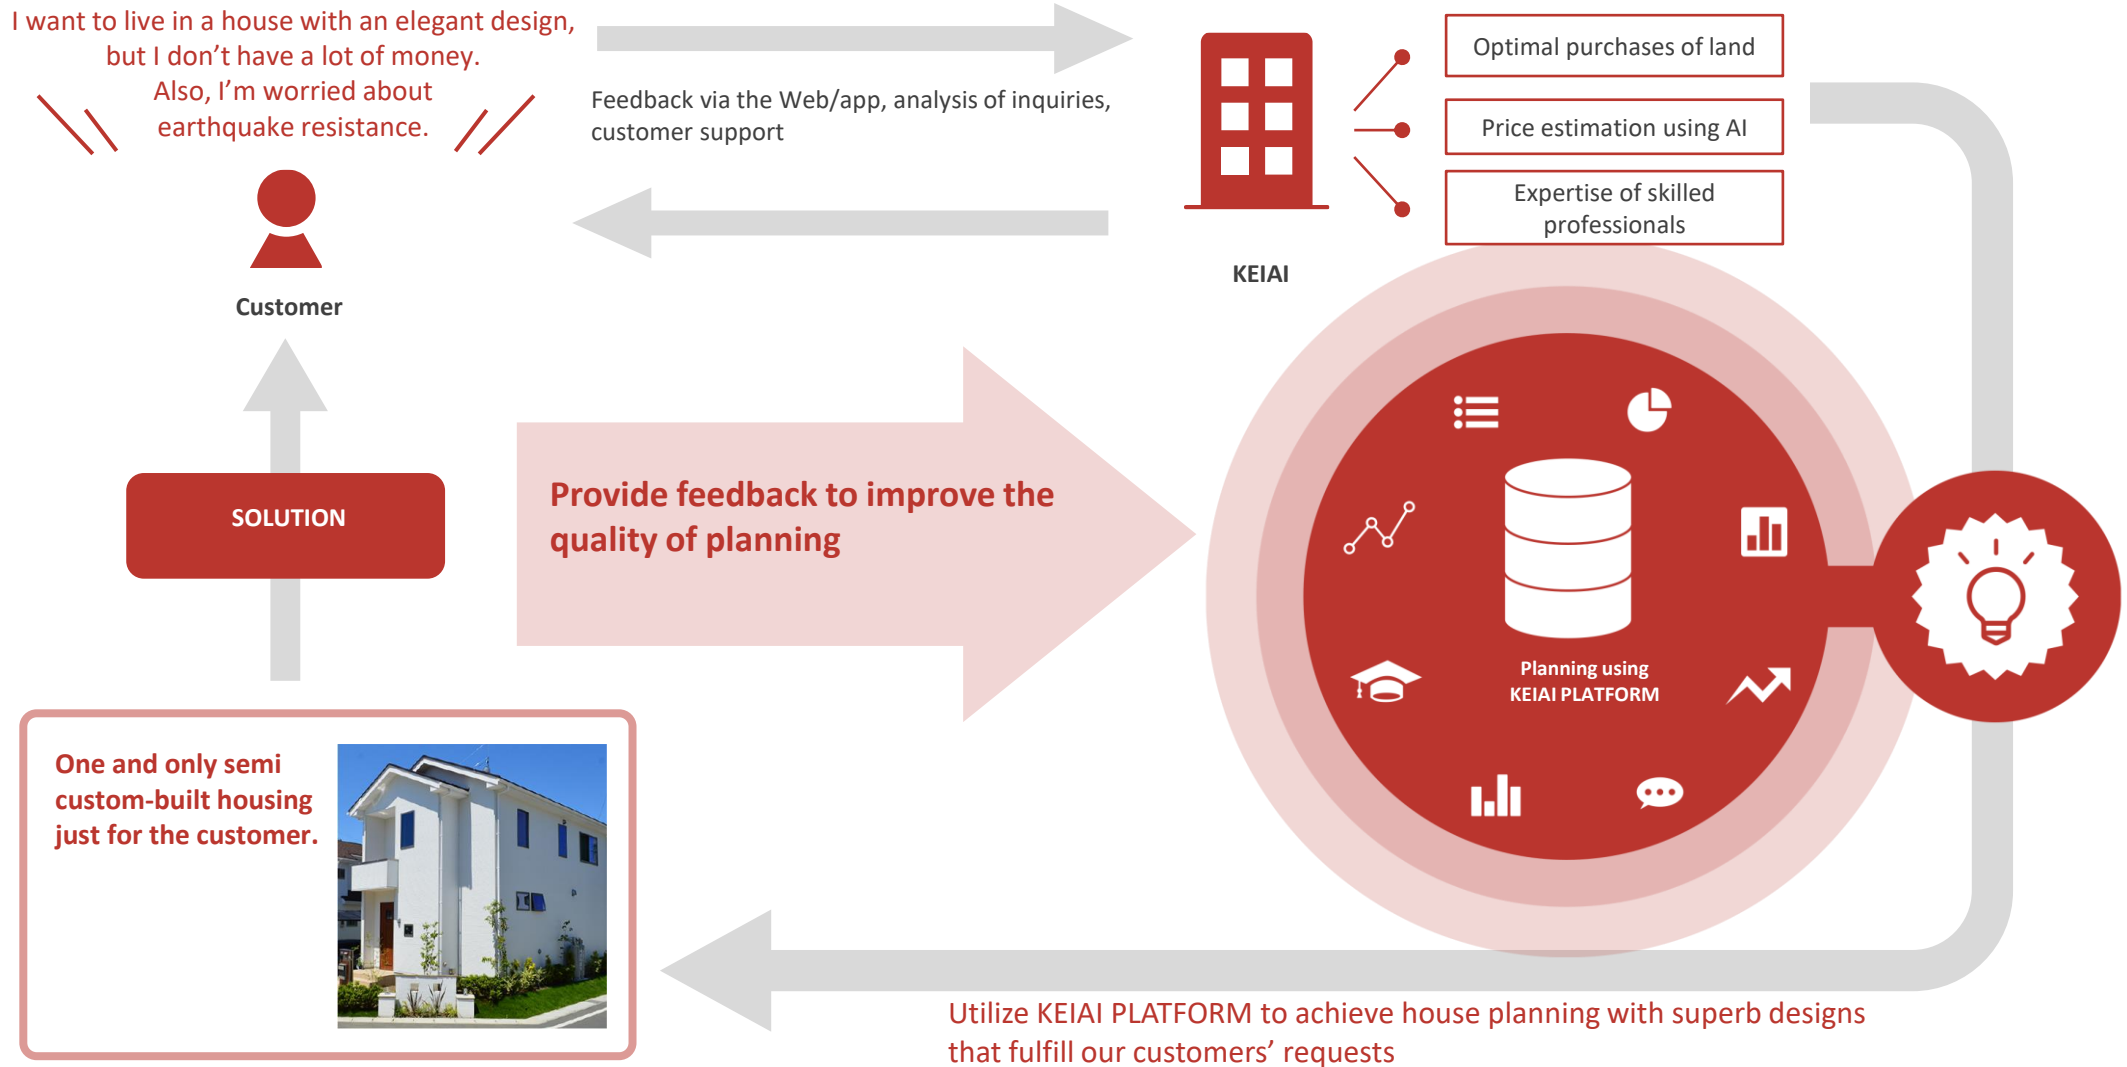 I want to live in a house with an elegant design,
but I don't have a lot of money.
Also, I'm worried about
earthquake resistance.
Customer
Feedback via the Web/app, analysis of inquiries,
customer support
KEIAI
Optimal purchases of land
Price estimation using AI
Expertise of skilled
professionals
SOLUTION
Provide feedback to improve the
quality of planning
Planning using
KEIAI PLATFORM
One and only semi
custom-built housing
just for the customer.
Utilize KEIAI PLATFORM to achieve house planning with superb designs
that fulfill our customers' requests